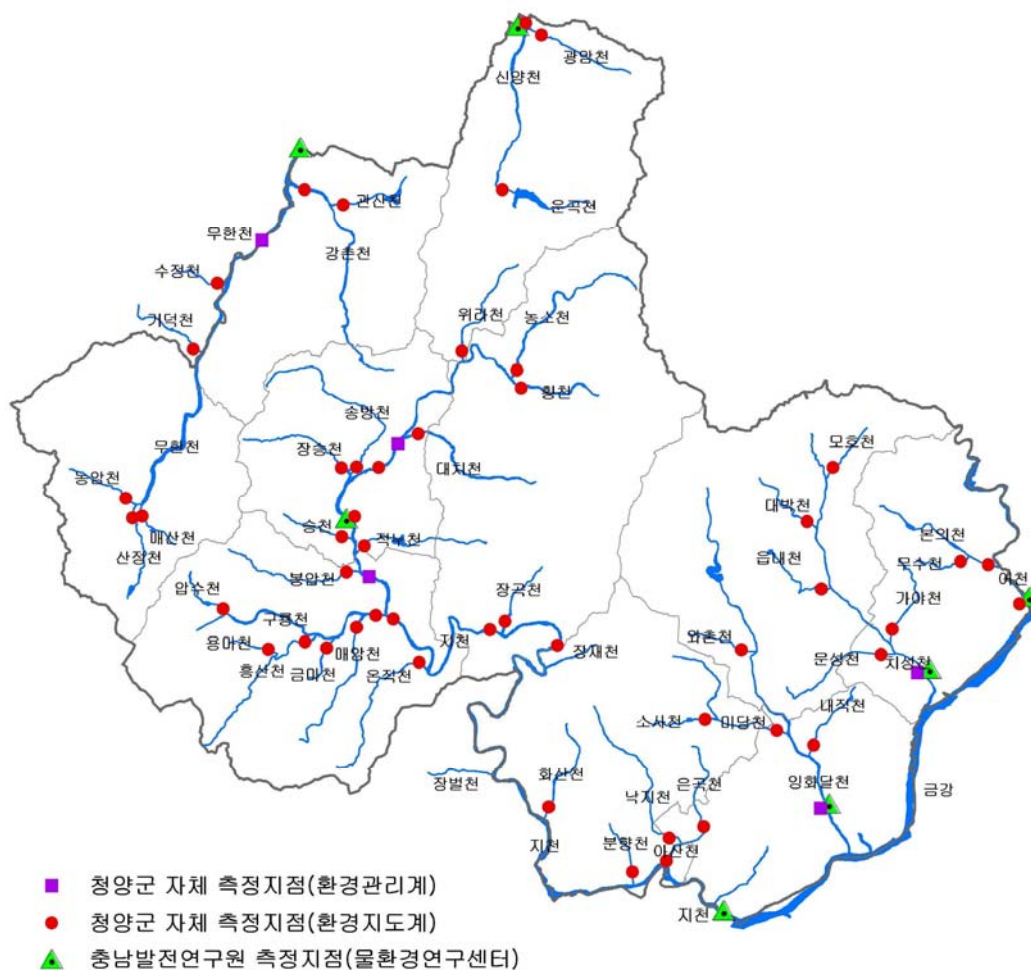 광암천
신양천
관산천
운곡천
무한천
강촌천
수정천
기덕천
위라천
농소천
횡천
송방천
무한천
장승천
대치천
모호천
동암천
대박천
매산천
승천
적누천
본의천
산정천
읍내천
우수천
봉암천
어천
압수천
장곡천
가야천
구룡천
지천
와촌천
용마천
매앙천
장재천
문성천
치성천
흥산천
금마천
온직천
내직천
소사천
미당천
화산천
은곡천
장벌천
낙지천
잉화달천
금강
지천
분향천
아산천
지천
청양군 자체 측정지점(환경관리계)
청양군 자체 측정지점(환경지도계)
충남발전연구원 측정지점(물환경연구센터)